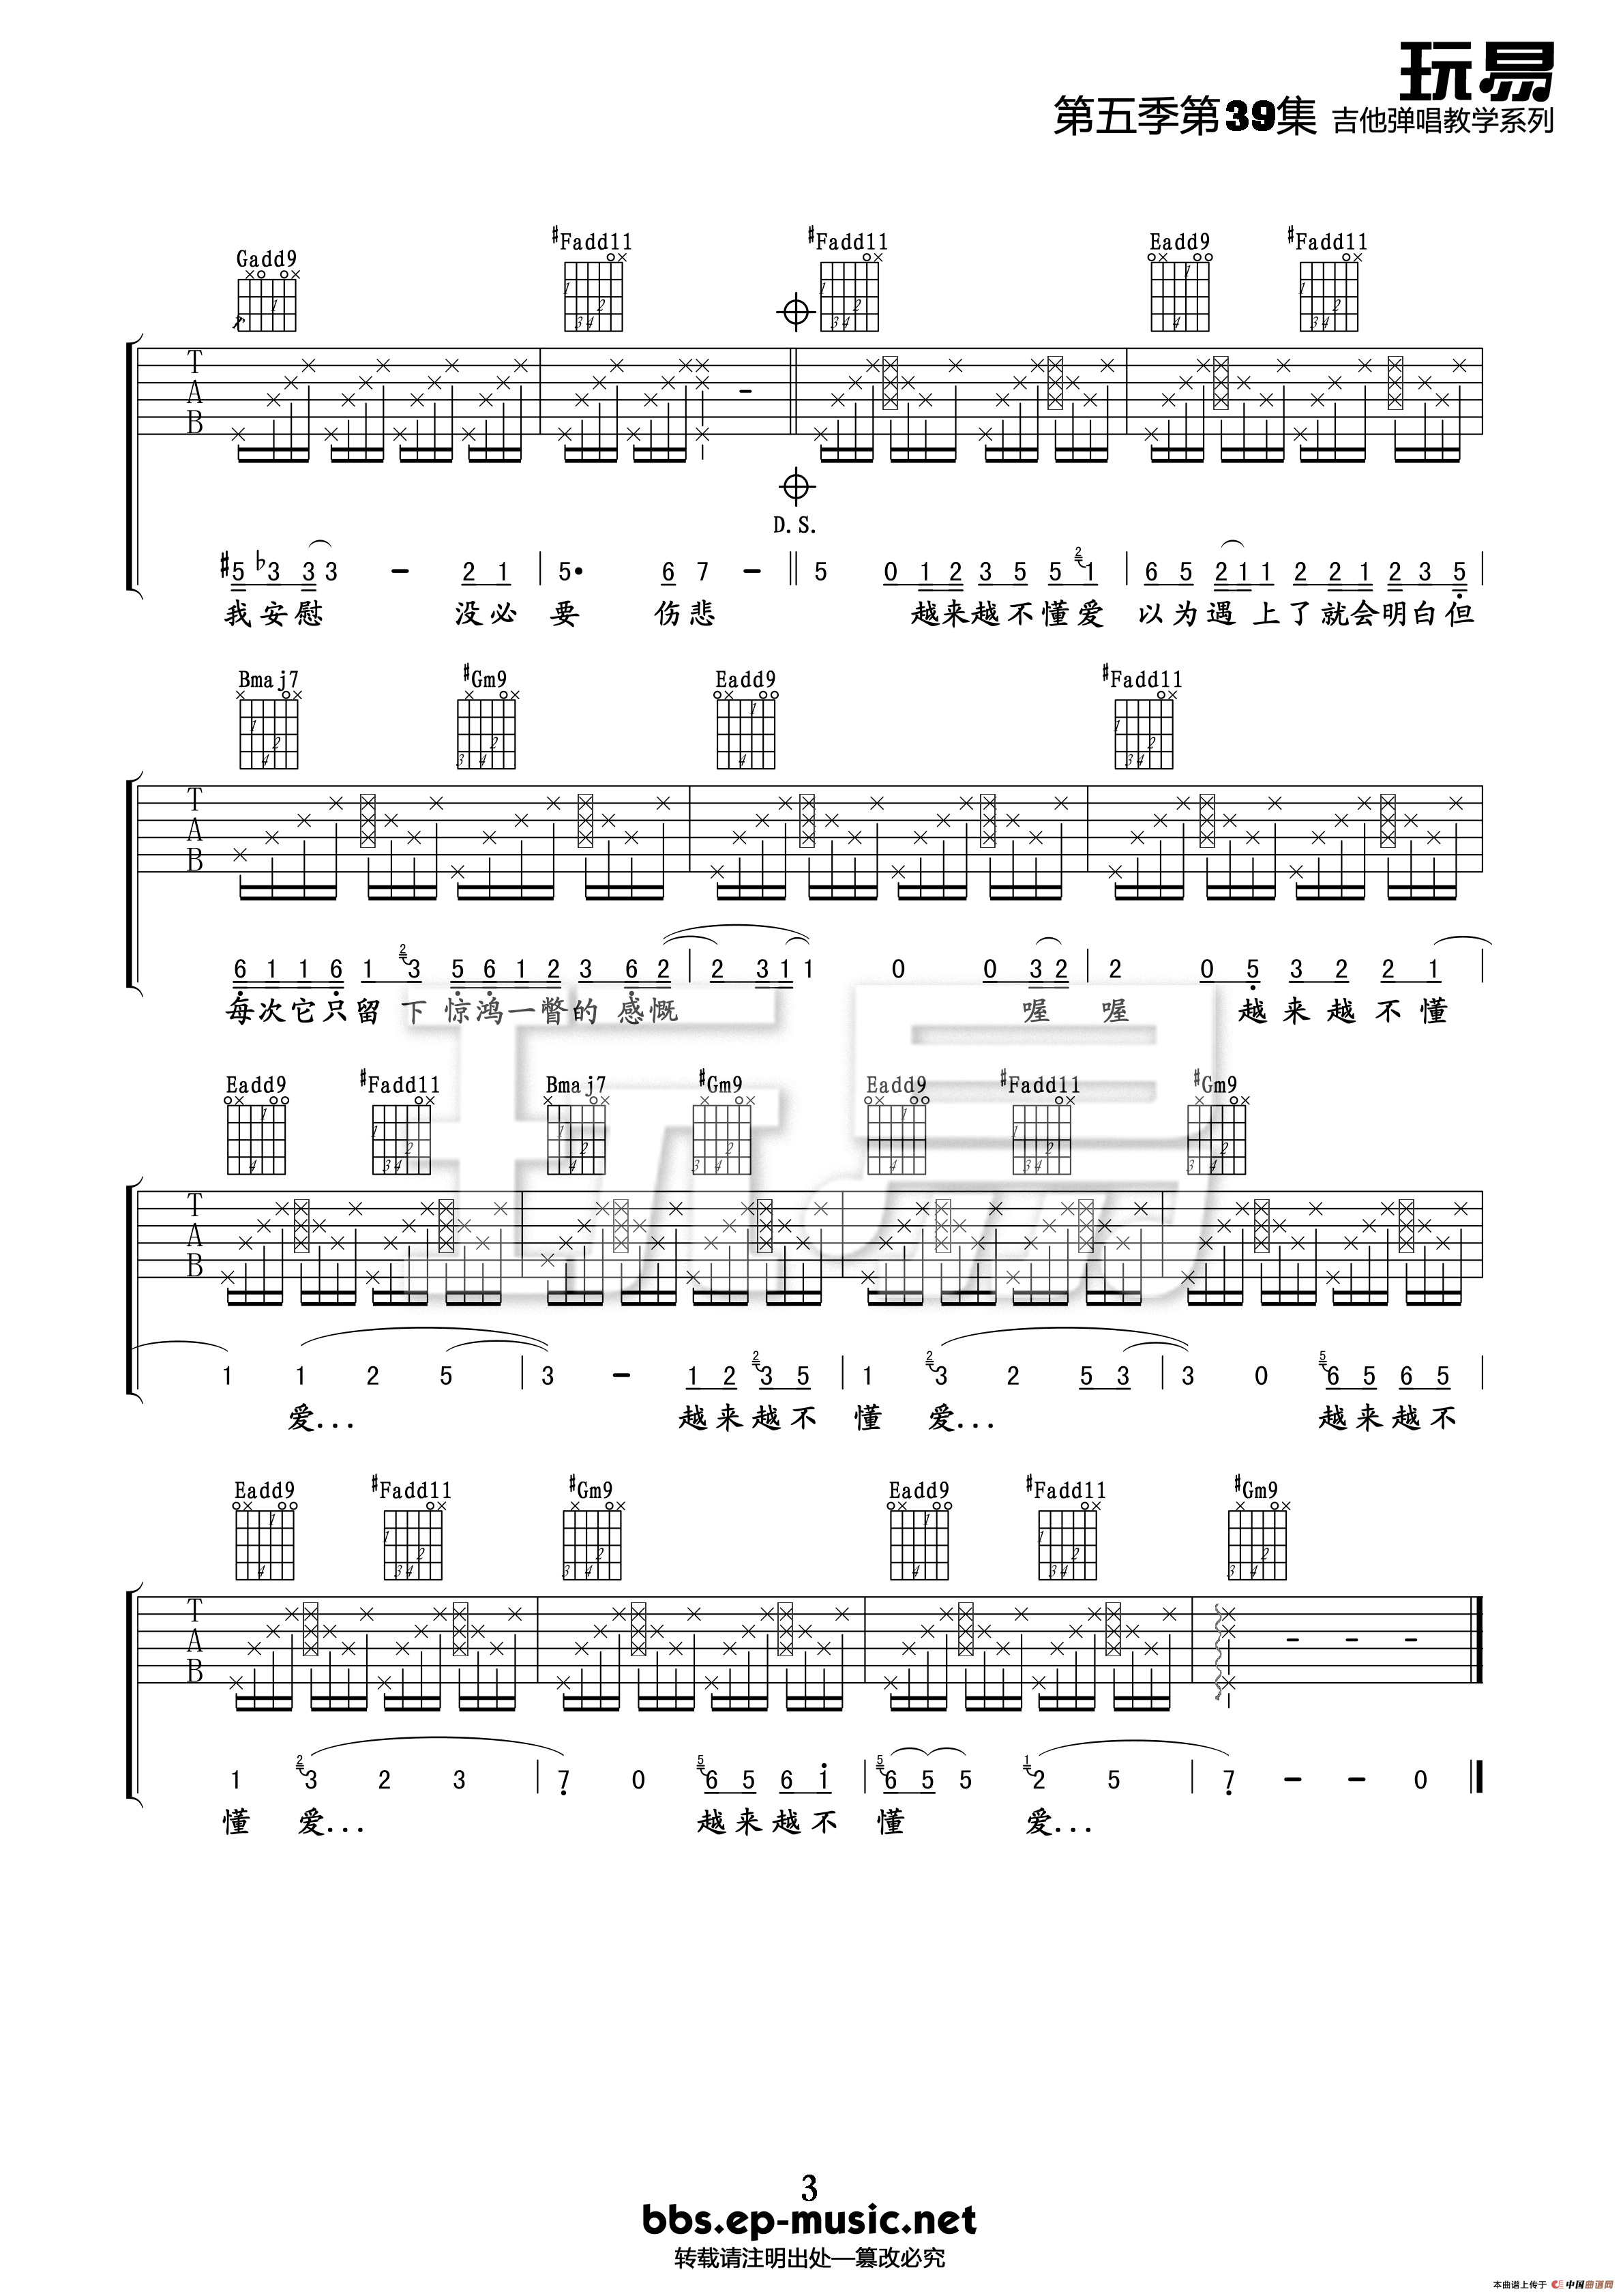 玩易
第五季第39集 吉他弹唱教学系列
Gadd9 #Fadd11 #Fadd11 Eadd9 #Fadd11
T
A
B
D.S.
#5 b3 3 3 - 2 1 | 5• 6 7 - || 5 0 1 2 3 5 5 2 1 | 6 5 2 1 1 2 2 1 2 3 5 |
我安慰 没必 要 伤悲 越来越不懂爱 以为遇上了就会明白但
Bmaj7 #Gm9 Eadd9 #Fadd11
T
A
B
6 1 1 6 1 2 3 5 6 1 2 3 6 2 | 2 3 1 1 0 0 3 2 | 2 0 5 3 2 2 1 |
每次它只留下惊鸿一瞥的感慨 喔 喔 越来越不懂
Eadd9 #Fadd11 Bmaj7 #Gm9 Eadd9 #Fadd11 #Gm9
T
A
B
1 1 2 5 | 3 - 1 2 2 3 5 | 1 2 3 2 5 3 | 3 0 5 6 5 6 5 |
爱... 越来越不 懂 爱... 越来越不
Eadd9 #Fadd11 #Gm9 Eadd9 #Fadd11 #Gm9
T
A
B
1 2 3 2 3 | 7 0 5 6 5 6 1 | 5 6 5 5 1 2 5 | 7 - - 0
懂 爱... 越来越不 懂 爱...
3
bbs.ep-music.net
转载请注明出处—篡改必究
本曲谱上传于 中国曲谱网